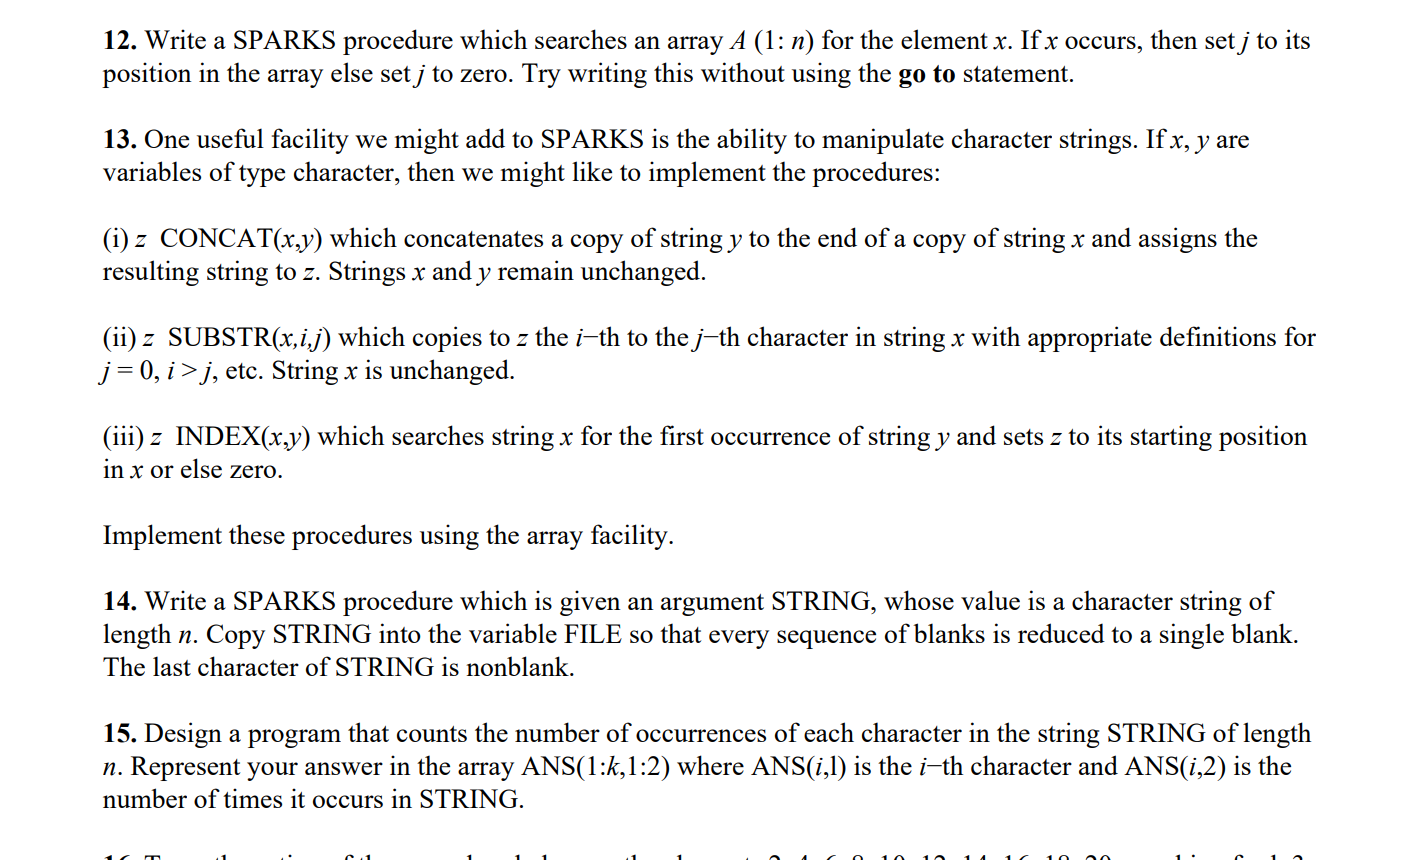 12. Write a SPARKS procedure which searches an array A (1: n) for the element x. If x occurs, then set j to its
position in the array else set j to zero. Try writing this without using the go to statement.
13. One useful facility we might add to SPARKS is the ability to manipulate character strings. If x, y are
variables of type character, then we might like to implement the procedures:
(i) z CONCAT(x,y) which concatenates a copy of string y to the end of a copy of string x and assigns the
resulting string to z. Strings x and y remain unchanged.
(ii) z SUBSTR(x,i,j) which copies to z the i–th to the j–th character in string x with appropriate definitions for
j = 0, i > j, etc. String x is unchanged.
(iii) z INDEX(x,y) which searches string x for the first occurrence of string y and sets z to its starting position
in x or else zero.
Implement these procedures using the array facility.
14. Write a SPARKS procedure which is given an argument STRING, whose value is a character string of
length n. Copy STRING into the variable FILE so that every sequence of blanks is reduced to a single blank.
The last character of STRING is nonblank.
15. Design a program that counts the number of occurrences of each character in the string STRING of length
n. Represent your answer in the array ANS(1:k,1:2) where ANS(i,l) is the i–th character and ANS(i,2) is the
number of times it occurs in STRING.